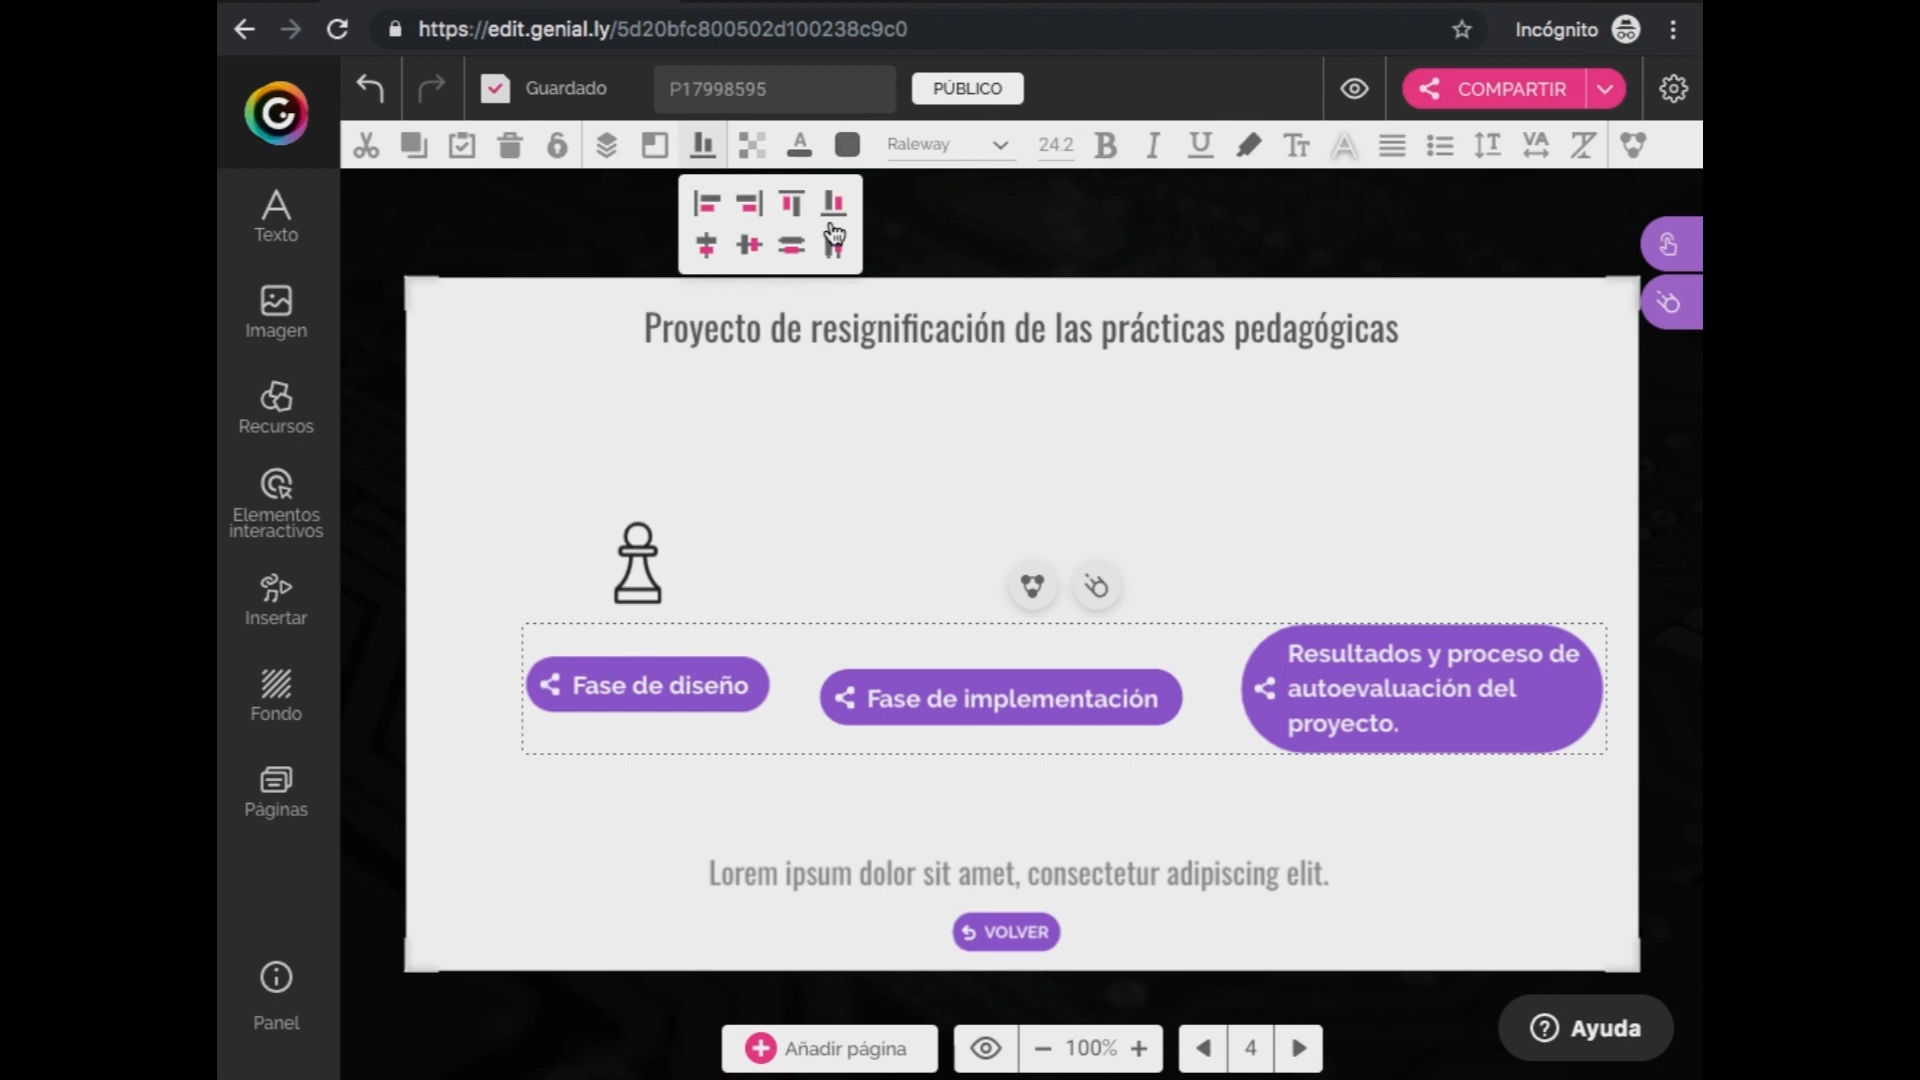 https://edit.genial.ly/5d20bfc800502d100238c9c0
Incógnito
Guardado
P17998595
PÚBLICO
COMPARTIR
Raleway
24.2
Texto
Imagen
Recursos
Elementos
interactivos
Insertar
Fondo
Páginas
Panel
Proyecto de resignificación de las prácticas pedagógicas
Fase de diseño
Fase de implementación
Resultados y proceso de
autoevaluación del
proyecto.
Lorem ipsum dolor sit amet, consectetur adipiscing elit.
VOLVER
Añadir página
100%
4
Ayuda